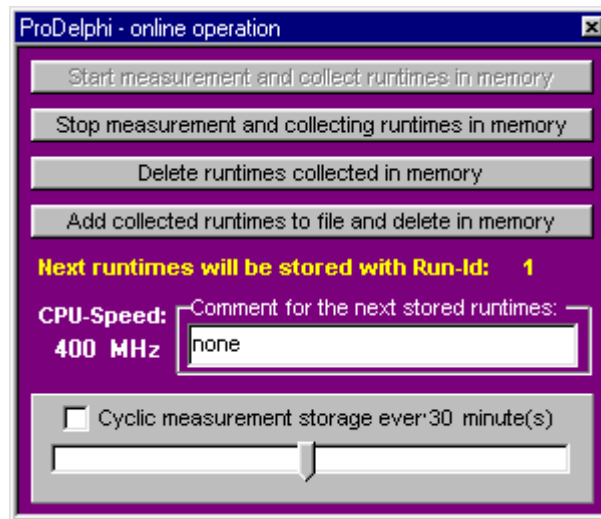 ProDelphi - online operation
Start measurement and collect runtimes in memory
Stop measurement and collecting runtimes in memory
Delete runtimes collected in memory
Add collected runtimes to file and delete in memory
Next runtimes will be stored with Run-Id: 1
CPU-Speed:
400 MHz
Comment for the next stored runtimes:
none
Cyclic measurement storage ever 30 minute(s)